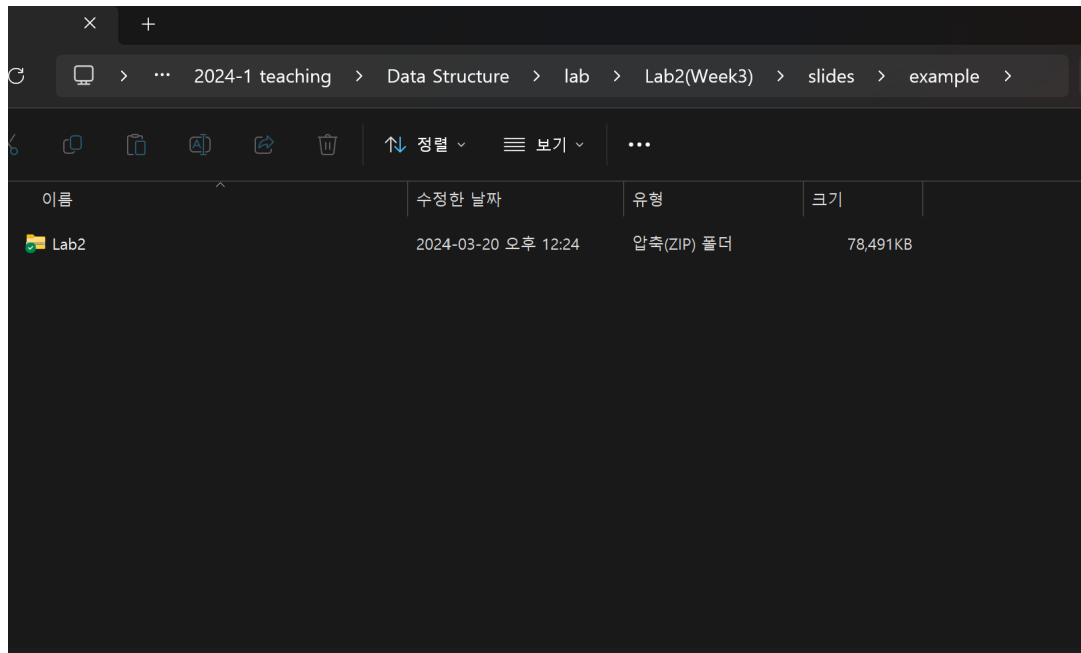 2024-1 teaching > Data Structure > lab > Lab2(Week3) > slides > example >
정렬 보기
이름 수정한 날짜 유형 크기
Lab2 2024-03-20 오후 12:24 압축(ZIP) 폴더 78,491KB